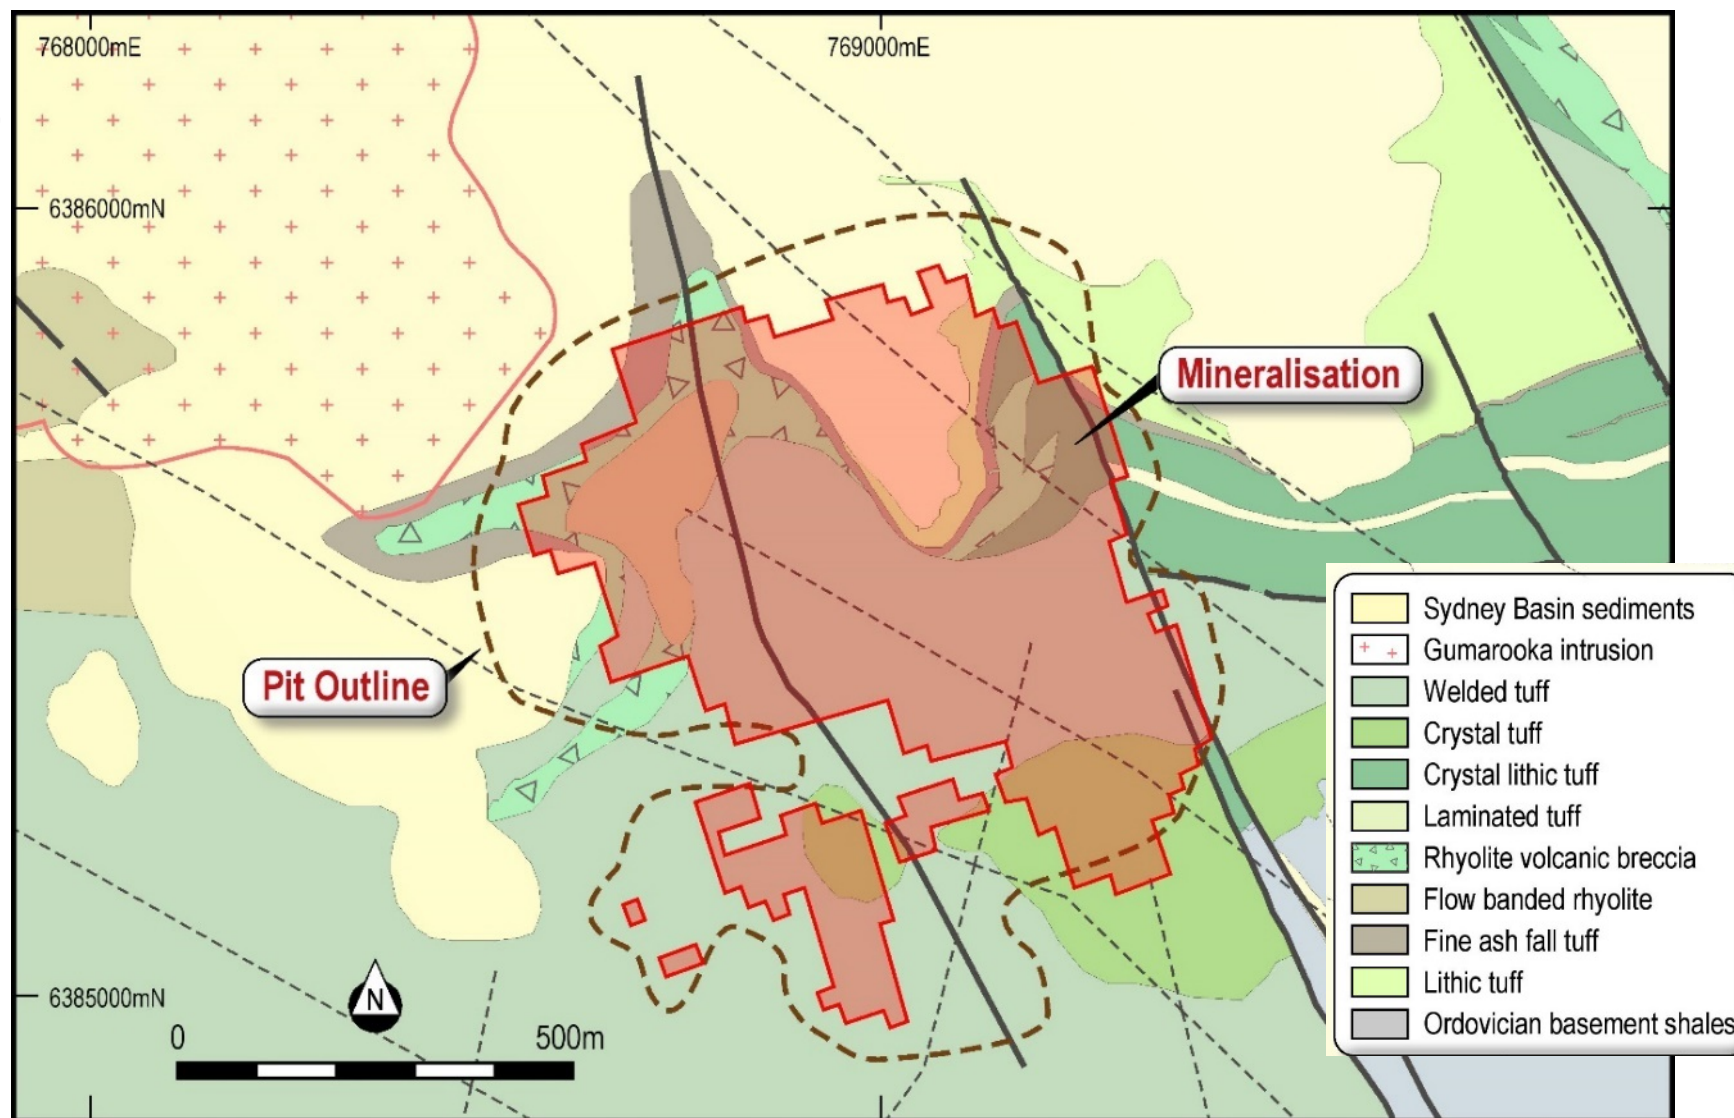 768000mE
769000mE
6386000mN
Mineralisation
Pit Outline
Sydney Basin sediments
Gumarooka intrusion
Welded tuff
Crystal tuff
Crystal lithic tuff
Laminated tuff
Rhyolite volcanic breccia
Flow banded rhyolite
Fine ash fall tuff
Lithic tuff
Ordovician basement shales
6385000mN
N
0
500m